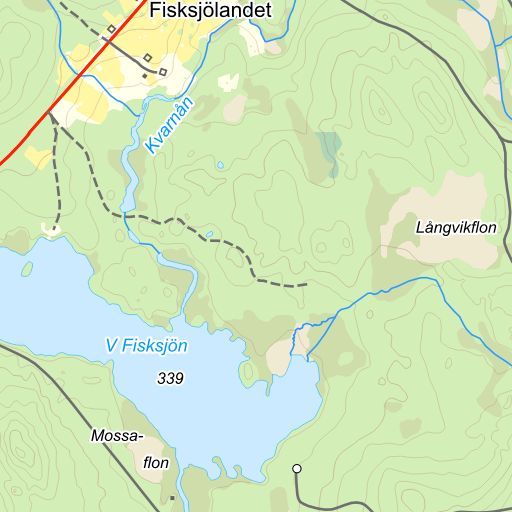 Fisksjölandet
Kvarnån
Långvikflon
V Fisksjön
339
Mossa-
flon